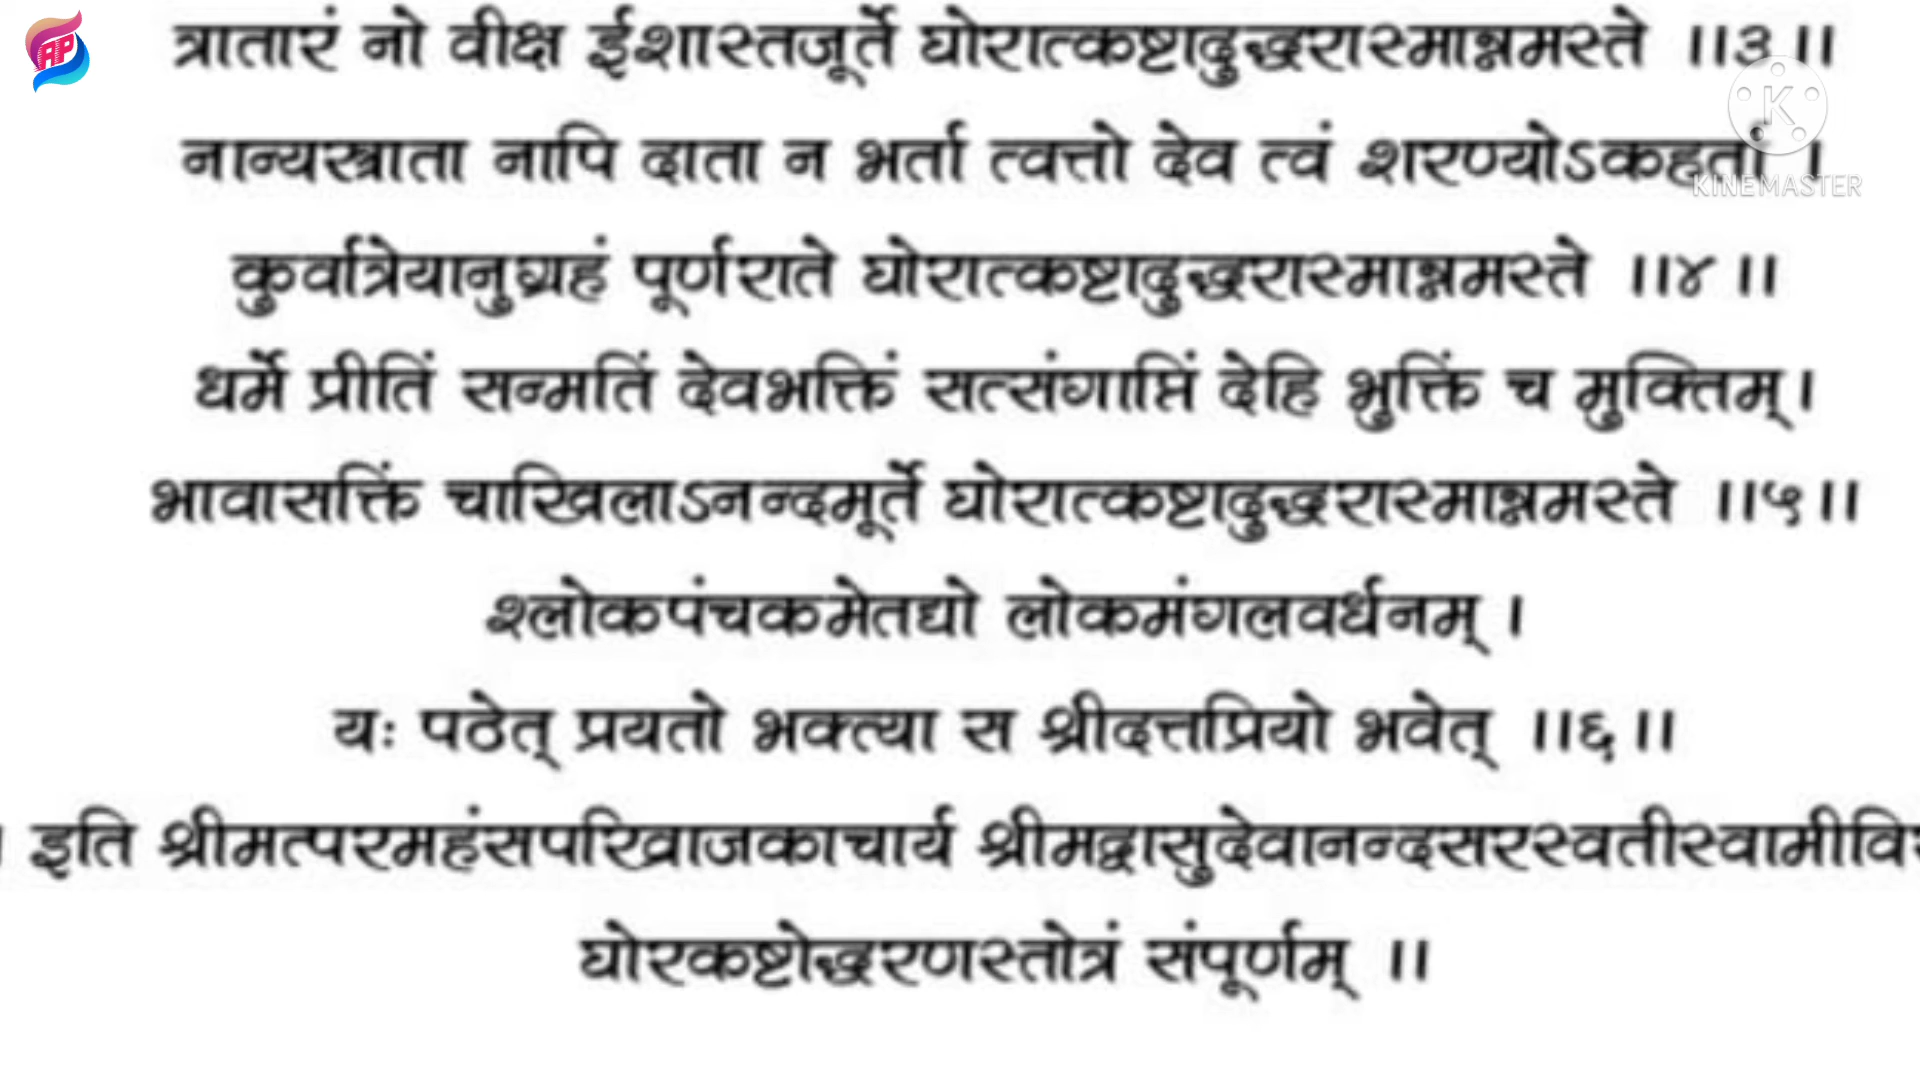 AP
त्रातारं नो वीक्ष ईशास्तजूर्ते घोरात्कष्टादुद्धरास्मान्नमस्ते ।।३।।
K
नान्यस्त्राता नापि दाता न भर्ता त्वत्तो देव त्वं शरण्योऽकहर्ता ।
KINEMASTER
कुर्वात्रेयानुग्रहं पूर्णराते घोरात्कष्टादुद्धरास्मान्नमस्ते ।।४।।
धर्मे प्रीतिं सन्मतिं देवभक्तिं सत्संगाप्तिं देहि भुक्तिं च मुक्तिम्।
भावासक्तिं चाखिलाऽनन्दमूर्ते घोरात्कष्टादुद्धरास्मान्नमस्ते ।।५।।
श्लोकपंचकमेतद्यो लोकमंगलवर्धनम् ।
यः पठेत् प्रयतो भक्त्या स श्रीदत्तप्रियो भवेत् ।।६।।
। इति श्रीमत्परमहंसपरिव्राजकाचार्य श्रीमद्वासुदेवानन्दसरस्वतीस्वामीवि
घोरकष्टोद्धरणस्तोत्रं संपूर्णम् ।।